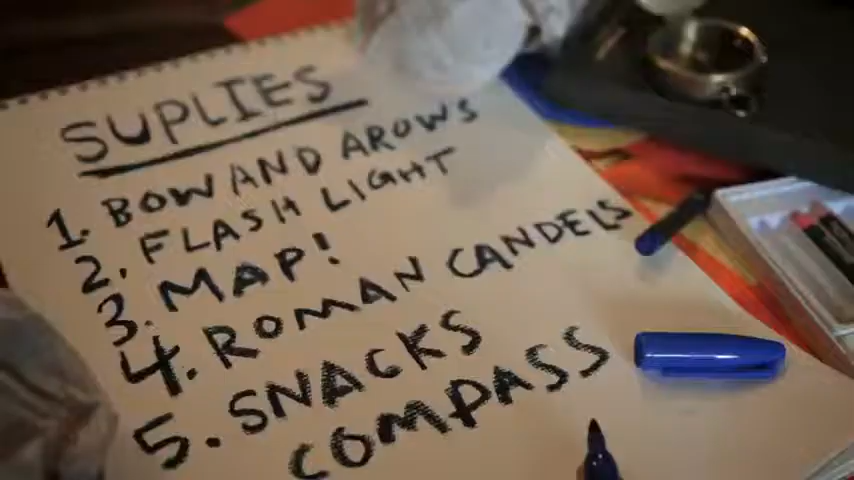 SUPLIES
1. BOW AND AROWS
2. FLASH LIGHT
3. MAP!
4. ROMAN CANDELS
5. SNACKS
COMPASS